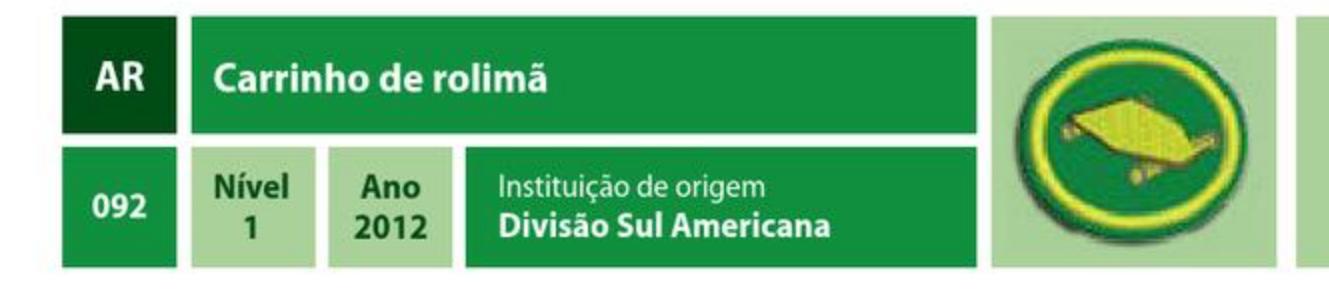 AR
Carrinho de rolimã
092
Nível
1
Ano
2012
Instituição de origem
Divisão Sul Americana